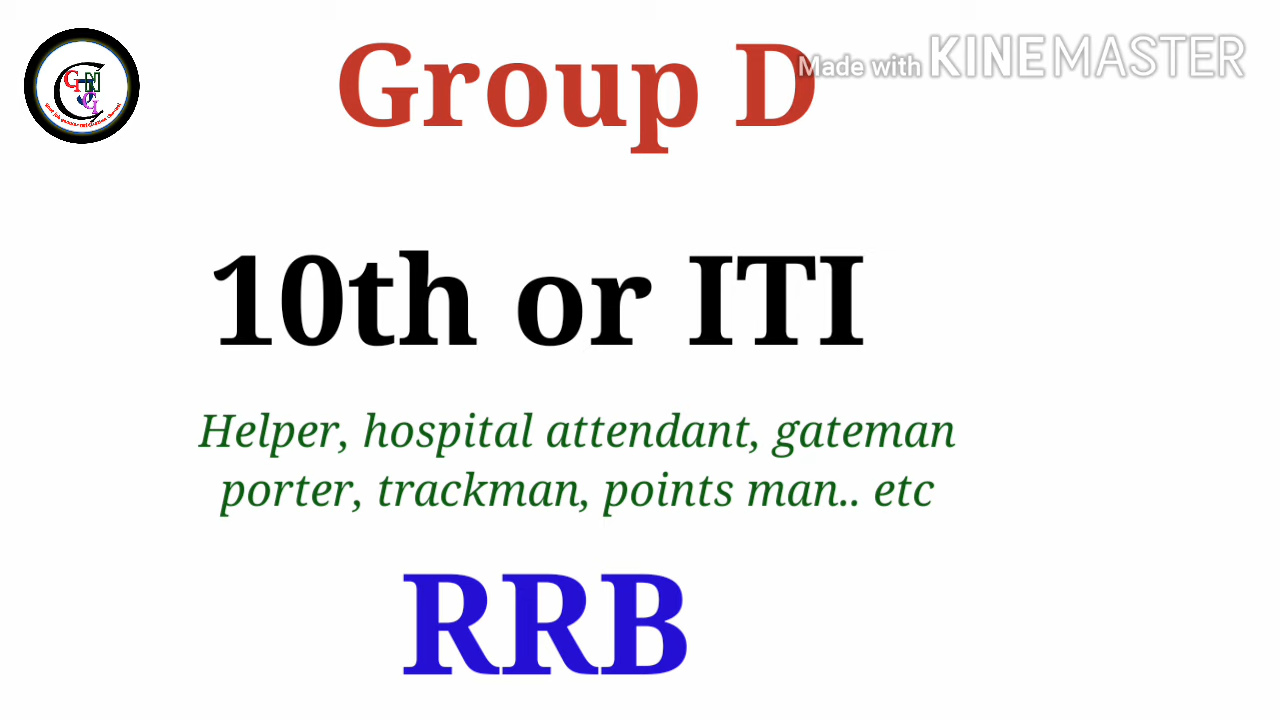 Group D
Made with KINEMASTER
10th or ITI
Helper, hospital attendant, gateman
porter, trackman, points man.. etc
RRB